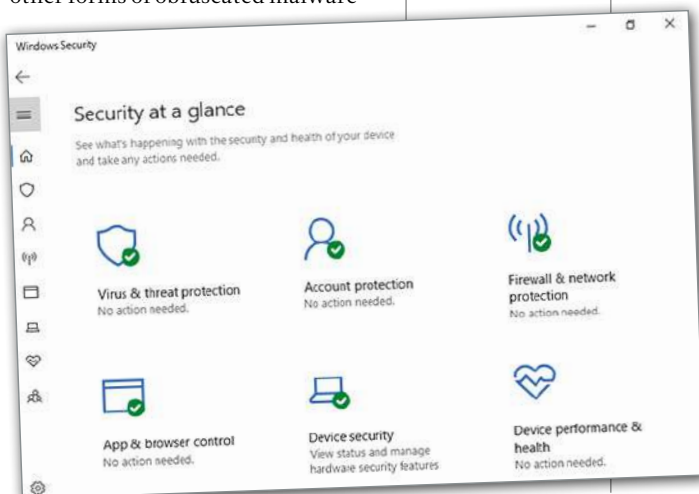 other forms of obfuscated malware
Windows Security
Security at a glance
See what's happening with the security and health of your device
and take any actions needed.
Virus & threat protection
No action needed.
Account protection
No action needed.
Firewall & network
protection
No action needed.
App & browser control
No action needed.
Device security
View status and manage
hardware security features
Device performance &
health
No action needed.